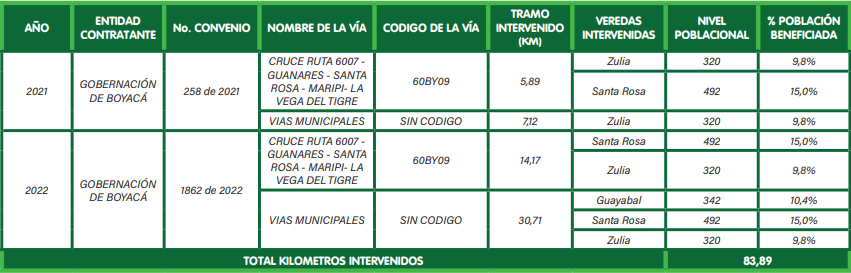 AÑO
ENTIDAD
CONTRATANTE
No. CONVENIO
NOMBRE DE LA VÍA
CODIGO DE LA VÍA
TRAMO
INTERVENIDO
(KM)
VEREDAS
INTERVENIDAS
NIVEL
POBLACIONAL
% POBLACIÓN
BENEFICIADA
2021
GOBERNACIÓN
DE BOYACÁ
258 de 2021
CRUCE RUTA 6007 -
GUANARES - SANTA
ROSA - MARIPI- LA
VEGA DEL TIGRE
60BY09
5,89
Zulia
320
9,8%
Santa Rosa
492
15,0%
VIAS MUNICIPALES
SIN CODIGO
7,12
Zulia
320
9,8%
2022
GOBERNACIÓN
DE BOYACÁ
1862 de 2022
CRUCE RUTA 6007 -
GUANARES - SANTA
ROSA - MARIPI- LA
VEGA DEL TIGRE
60BY09
14,17
Santa Rosa
492
15,0%
Zulia
320
9,8%
VIAS MUNICIPALES
SIN CODIGO
30,71
Guayabal
342
10,4%
Santa Rosa
492
15,0%
Zulia
320
9,8%
TOTAL KILOMETROS INTERVENIDOS
83,89